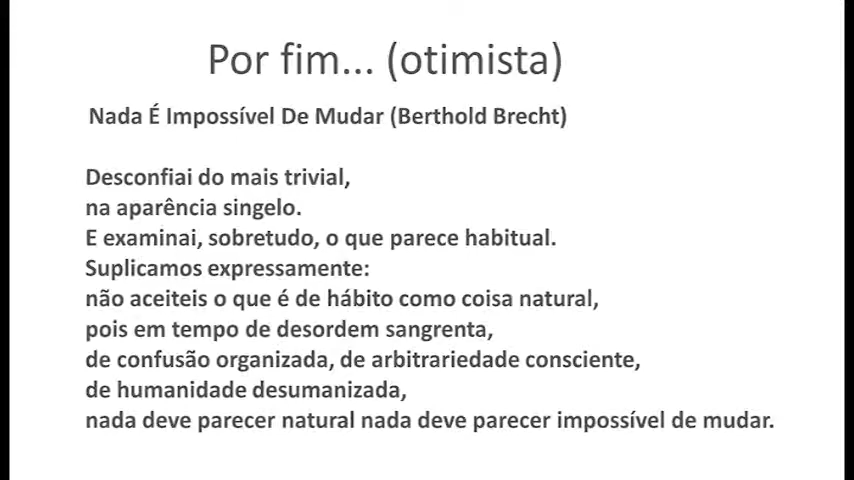 Por fim... (otimista)
Nada É Impossível De Mudar (Berthold Brecht)
Desconfiai do mais trivial,
na aparência singelo.
E examinai, sobretudo, o que parece habitual.
Suplicamos expressamente:
não aceiteis o que é de hábito como coisa natural,
pois em tempo de desordem sangrenta,
de confusão organizada, de arbitrariedade consciente,
de humanidade desumanizada,
nada deve parecer natural nada deve parecer impossível de mudar.